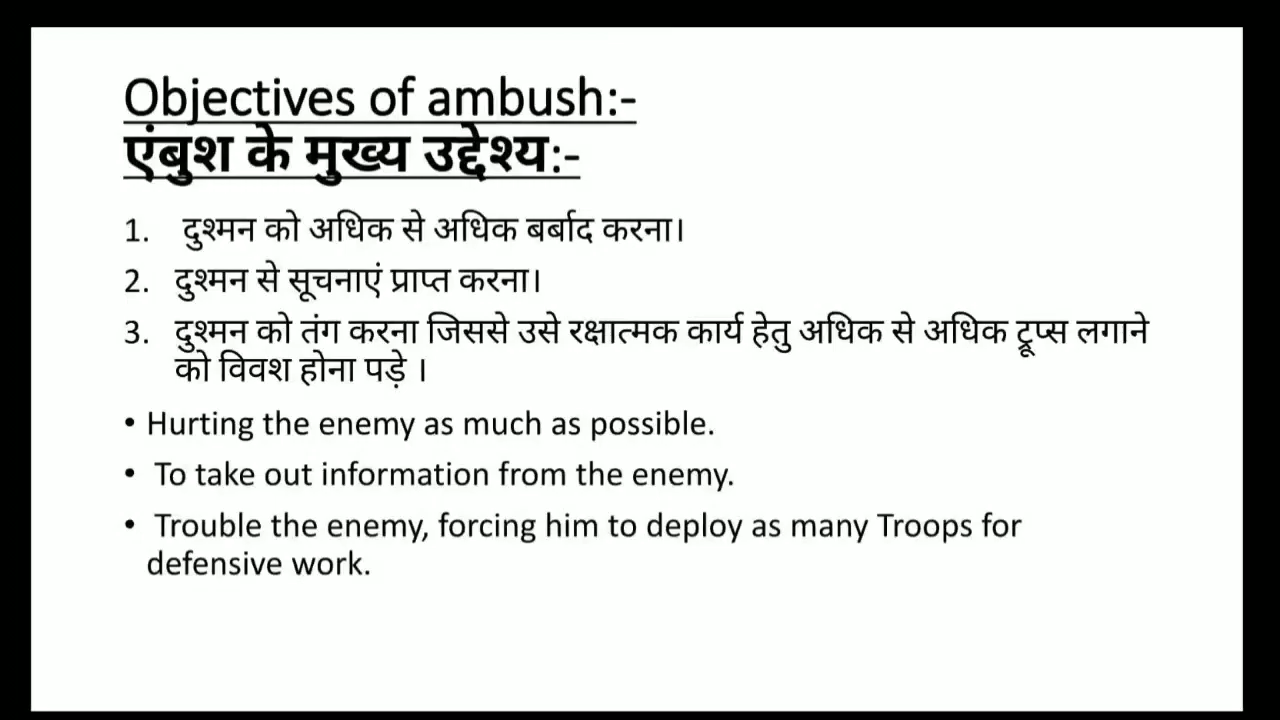 Objectives of ambush:-
एंबुश के मुख्य उद्देश्य:-
1. दुश्मन को अधिक से अधिक बर्बाद करना।
2. दुश्मन से सूचनाएं प्राप्त करना।
3. दुश्मन को तंग करना जिससे उसे रक्षात्मक कार्य हेतु अधिक से अधिक ट्रूप्स लगाने
को विवश होना पड़े ।
• Hurting the enemy as much as possible.
• To take out information from the enemy.
• Trouble the enemy, forcing him to deploy as many Troops for
defensive work.